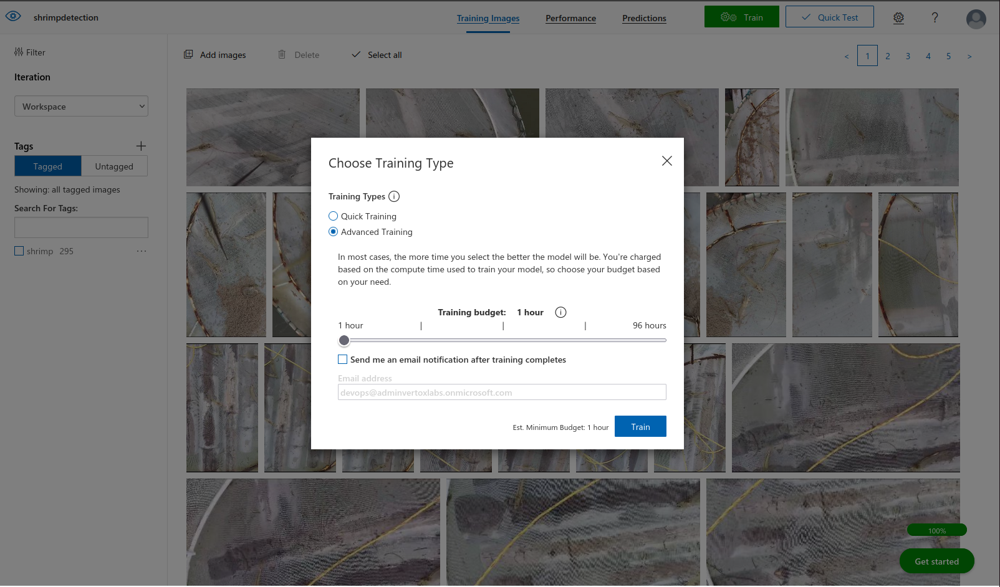 shrimpdetection
Training Images
Performance
Predictions
Train
Quick Test
?
Filter
Add images
Delete
Select all
< 1 2 3 4 5 >
Iteration
Workspace
Tags
Tagged
Untagged
Showing: all tagged images
Search For Tags:
shrimp 295
...
Choose Training Type
Training Types
Quick Training
Advanced Training
In most cases, the more time you select the better the model will be. You're charged
based on the compute time used to train your model, so choose your budget based
on your need.
Training budget: 1 hour
1 hour | | | 96 hours
Send me an email notification after training completes
Email address
devops@adminvertoxlabs.onmicrosoft.com
Est. Minimum Budget: 1 hour
Train
100%
Get started